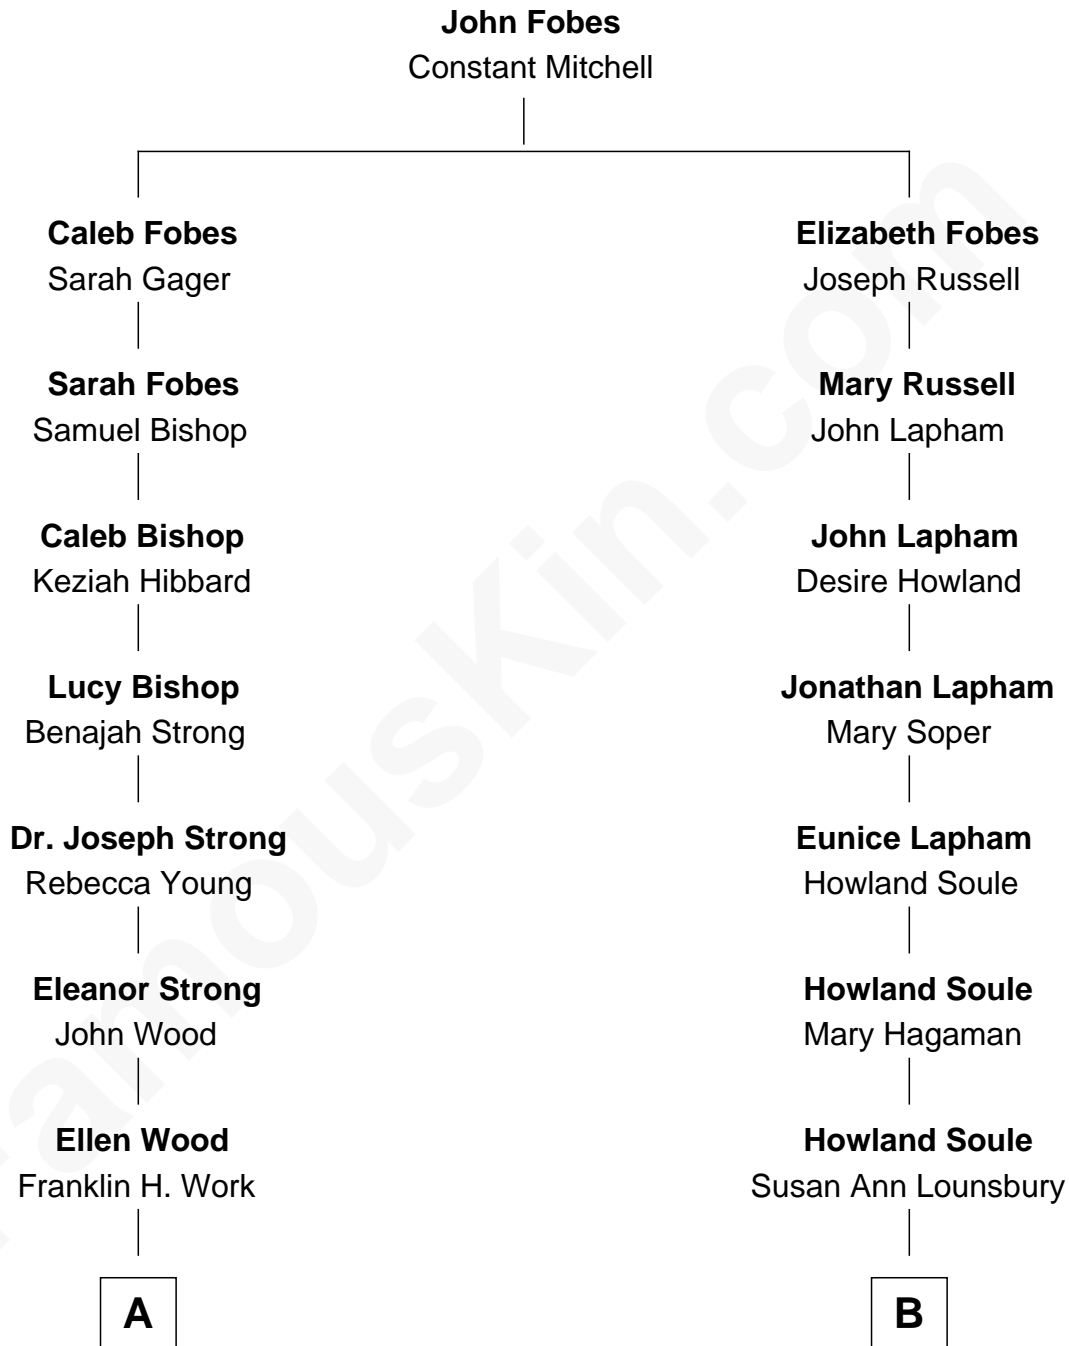 John Fobes
Constant Mitchell
Caleb Fobes
Sarah Gager
Sarah Fobes
Samuel Bishop
Caleb Bishop
Keziah Hibbard
Lucy Bishop
Benajah Strong
Dr. Joseph Strong
Rebecca Young
Eleanor Strong
John Wood
Ellen Wood
Franklin H. Work
A
Elizabeth Fobes
Joseph Russell
Mary Russell
John Lapham
John Lapham
Desire Howland
Jonathan Lapham
Mary Soper
Eunice Lapham
Howland Soule
Howland Soule
Mary Hagaman
Howland Soule
Susan Ann Lounsbury
B
FamousKin.com